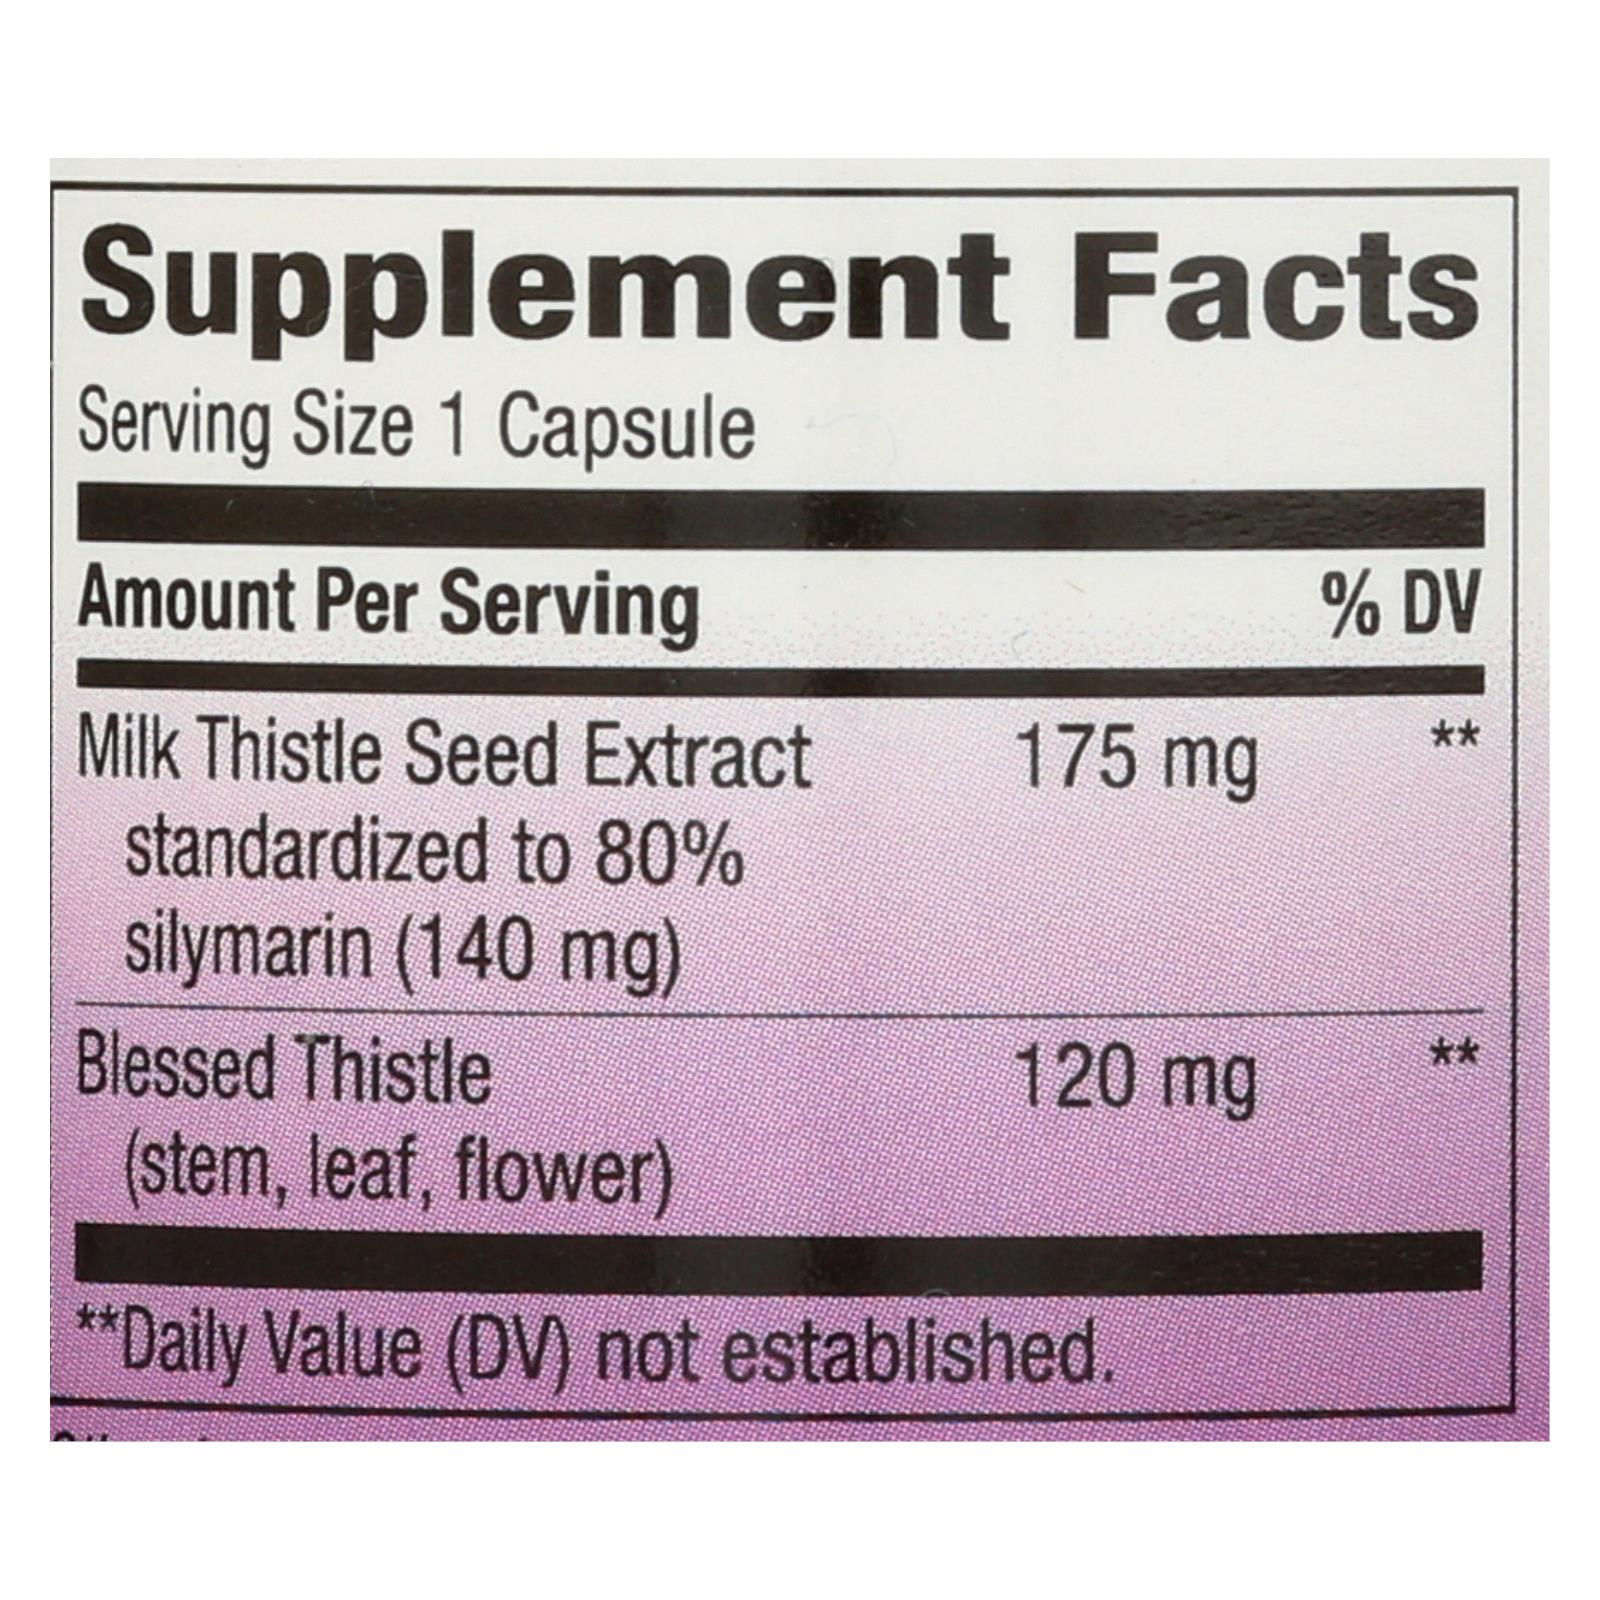 Supplement Facts
Serving Size 1 Capsule
Amount Per Serving % DV
Milk Thistle Seed Extract 175 mg **
standardized to 80%
silymarin (140 mg)
Blessed Thistle 120 mg **
(stem, leaf, flower)
**Daily Value (DV) not established.